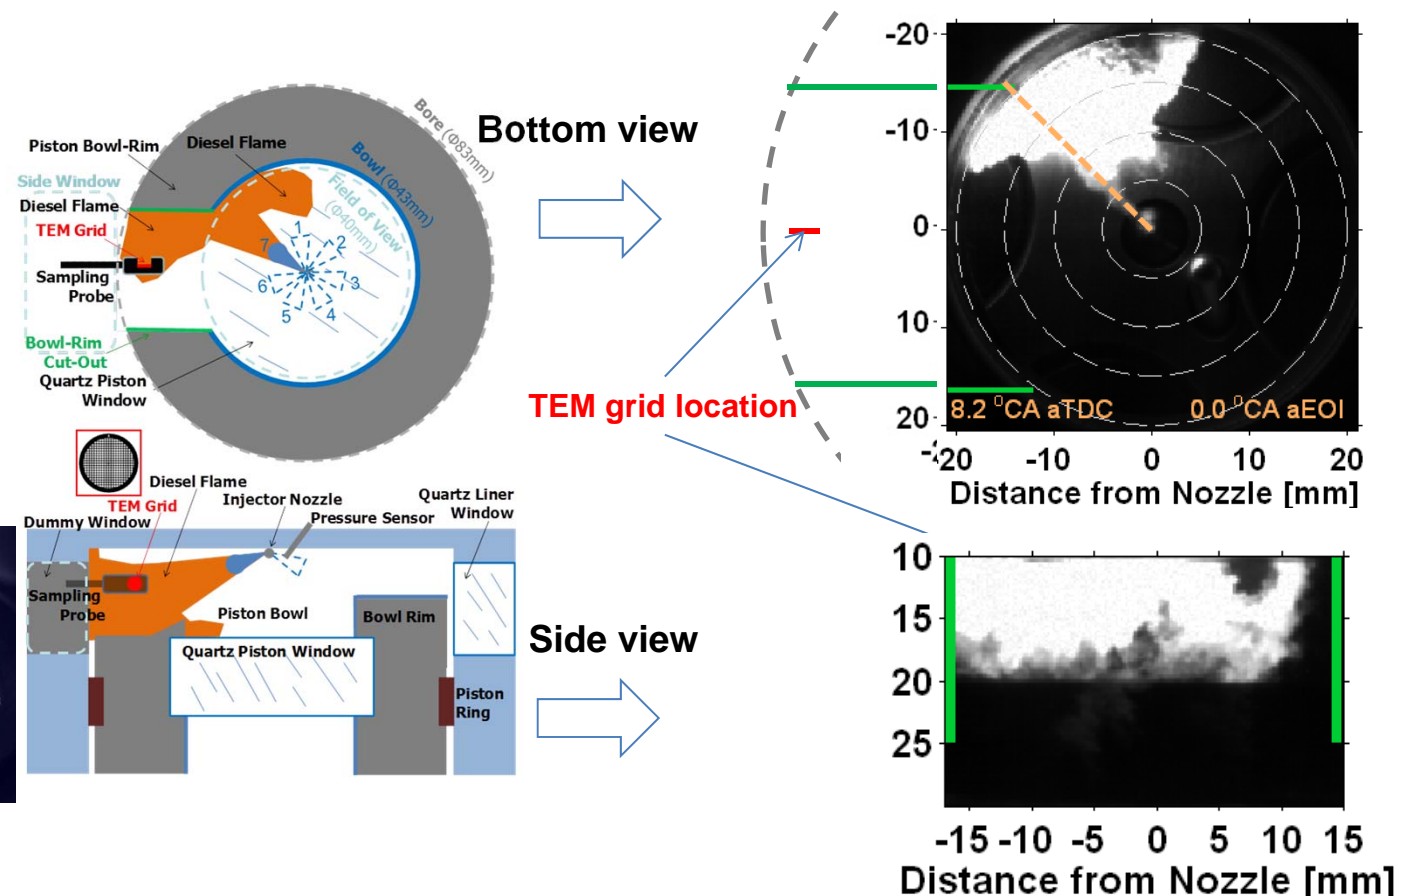 Bottom view
Bore (Φ83mm)
Bowl (Φ43mm)
Field of View
(Φ40mm)
Piston Bowl-Rim
Diesel Flame
Side Window
Diesel Flame
TEM Grid
Sampling
Probe
Bowl-Rim
Cut-Out
Quartz Piston
Window
1
2
3
4
5
6
7
TEM grid location
-20
-10
0
10
20
8.2 °CA aTDC
0.0 °CA aEOI
-20
-10
0
10
20
Distance from Nozzle [mm]
Diesel Flame
Injector Nozzle
Quartz Liner
Window
TEM Grid
Pressure Sensor
Dummy Window
Sampling
Probe
Piston Bowl
Bowl Rim
Quartz Piston Window
Piston
Ring
Side view
10
15
20
25
-15
-10
-5
0
5
10
15
Distance from Nozzle [mm]